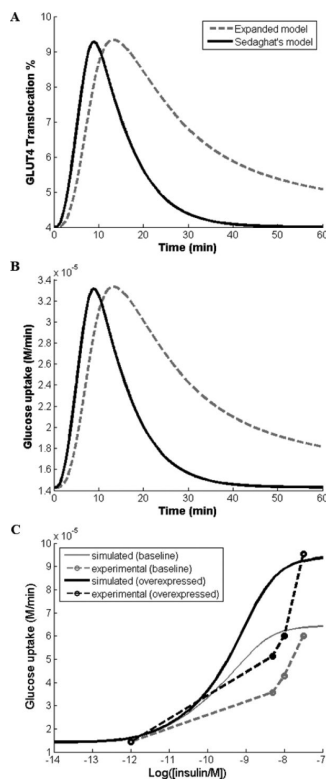 A
Expanded model
Sedaghat's model
GLUT4 Translocation %
10
9
8
7
6
5
4
0 10 20 30 40 50 60
Time (min)
B
x 10^-5
Glucose uptake (M/min)
3.4
3.2
3
2.8
2.6
2.4
2.2
2
1.8
1.6
1.4
0 10 20 30 40 50 60
Time (min)
C
x 10^-5
simulated (baseline)
experimental (baseline)
simulated (overexpressed)
experimental (overexpressed)
Glucose uptake (M/min)
10
9
8
7
6
5
4
3
2
1
-14 -13 -12 -11 -10 -9 -8 -7
Log([insulin/M])